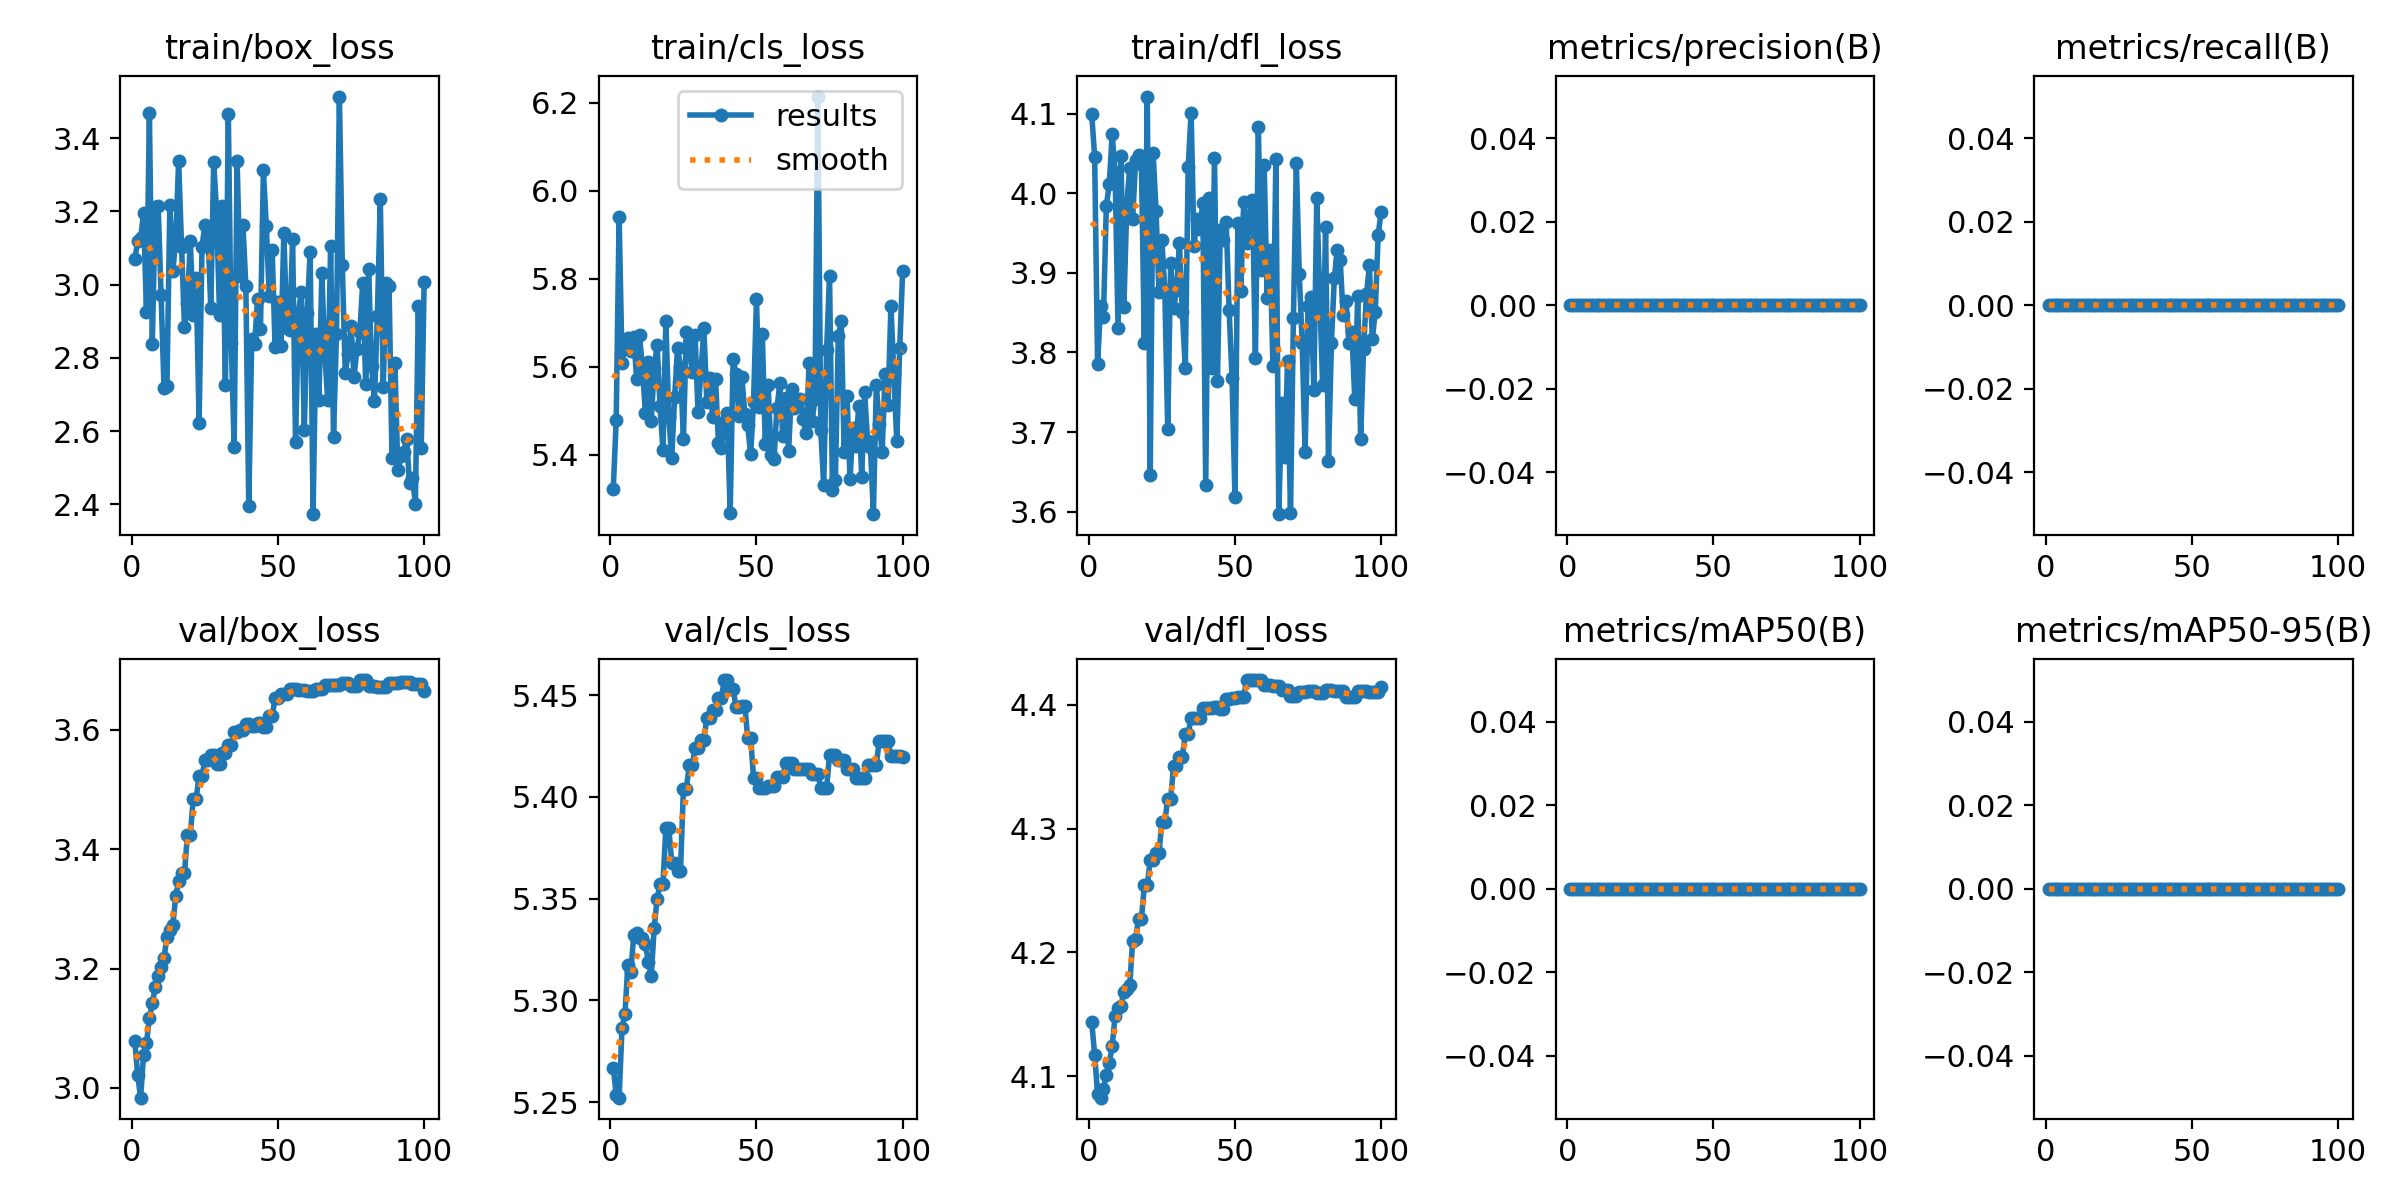 train/box_loss
3.4
3.2
3.0
2.8
2.6
2.4
0 50 100
train/cls_loss
results
smooth
6.2
6.0
5.8
5.6
5.4
0 50 100
train/dfl_loss
4.1
4.0
3.9
3.8
3.7
3.6
0 50 100
metrics/precision(B)
0.04
0.02
0.00
−0.02
−0.04
0 50 100
metrics/recall(B)
0.04
0.02
0.00
−0.02
−0.04
0 50 100
val/box_loss
3.6
3.4
3.2
3.0
0 50 100
val/cls_loss
5.45
5.40
5.35
5.30
5.25
0 50 100
val/dfl_loss
4.4
4.3
4.2
4.1
0 50 100
metrics/mAP50(B)
0.04
0.02
0.00
−0.02
−0.04
0 50 100
metrics/mAP50-95(B)
0.04
0.02
0.00
−0.02
−0.04
0 50 100